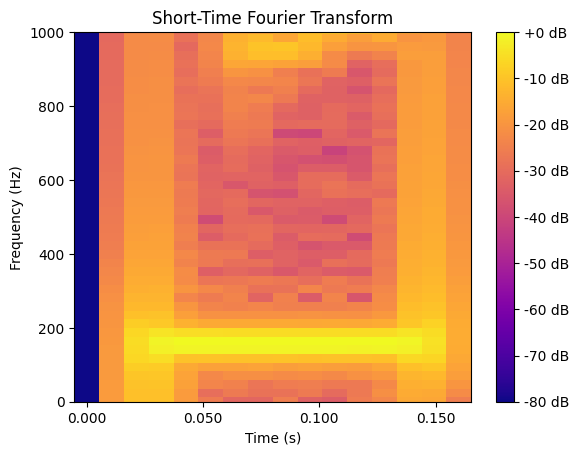 Short-Time Fourier Transform
Frequency (Hz)
1000
800
600
400
200
0
0.000
0.050
0.100
0.150
Time (s)
+0 dB
-10 dB
-20 dB
-30 dB
-40 dB
-50 dB
-60 dB
-70 dB
-80 dB